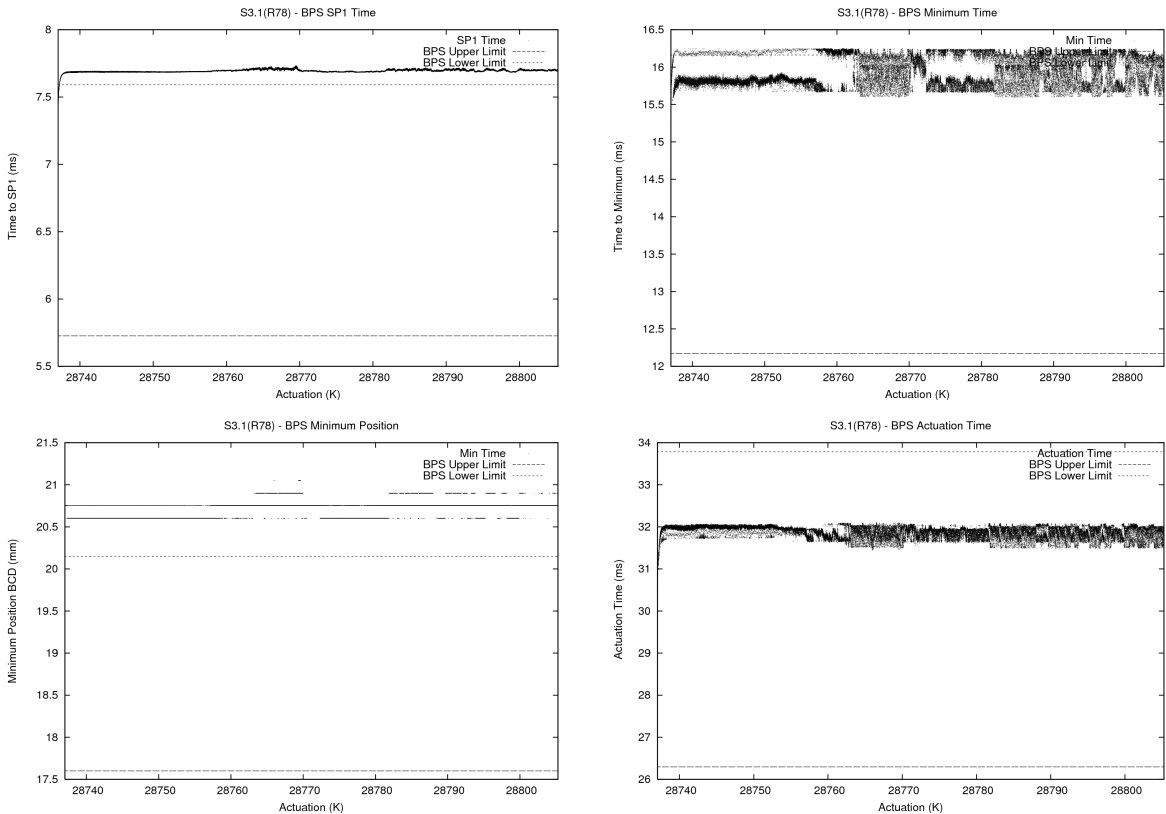 S3.1(R78) - BPS SP1 Time
8
7.5
7
6.5
6
5.5
Time to SP1 (ms)
SP1 Time
BPS Upper Limit
BPS Lower Limit
28740 28750 28760 28770 28780 28790 28800
Actuation (K)
S3.1(R78) - BPS Minimum Time
16.5
16
15.5
15
14.5
14
13.5
13
12.5
12
Time to Minimum (ms)
Min Time
BPS Upper Limit
BPS Lower Limit
28740 28750 28760 28770 28780 28790 28800
Actuation (K)
S3.1(R78) - BPS Minimum Position
21.5
21
20.5
20
19.5
19
18.5
18
17.5
Minimum Position BCD (mm)
Min Time
BPS Upper Limit
BPS Lower Limit
28740 28750 28760 28770 28780 28790 28800
Actuation (K)
S3.1(R78) - BPS Actuation Time
34
33
32
31
30
29
28
27
26
Actuation Time (ms)
Actuation Time
BPS Upper Limit
BPS Lower Limit
28740 28750 28760 28770 28780 28790 28800
Actuation (K)